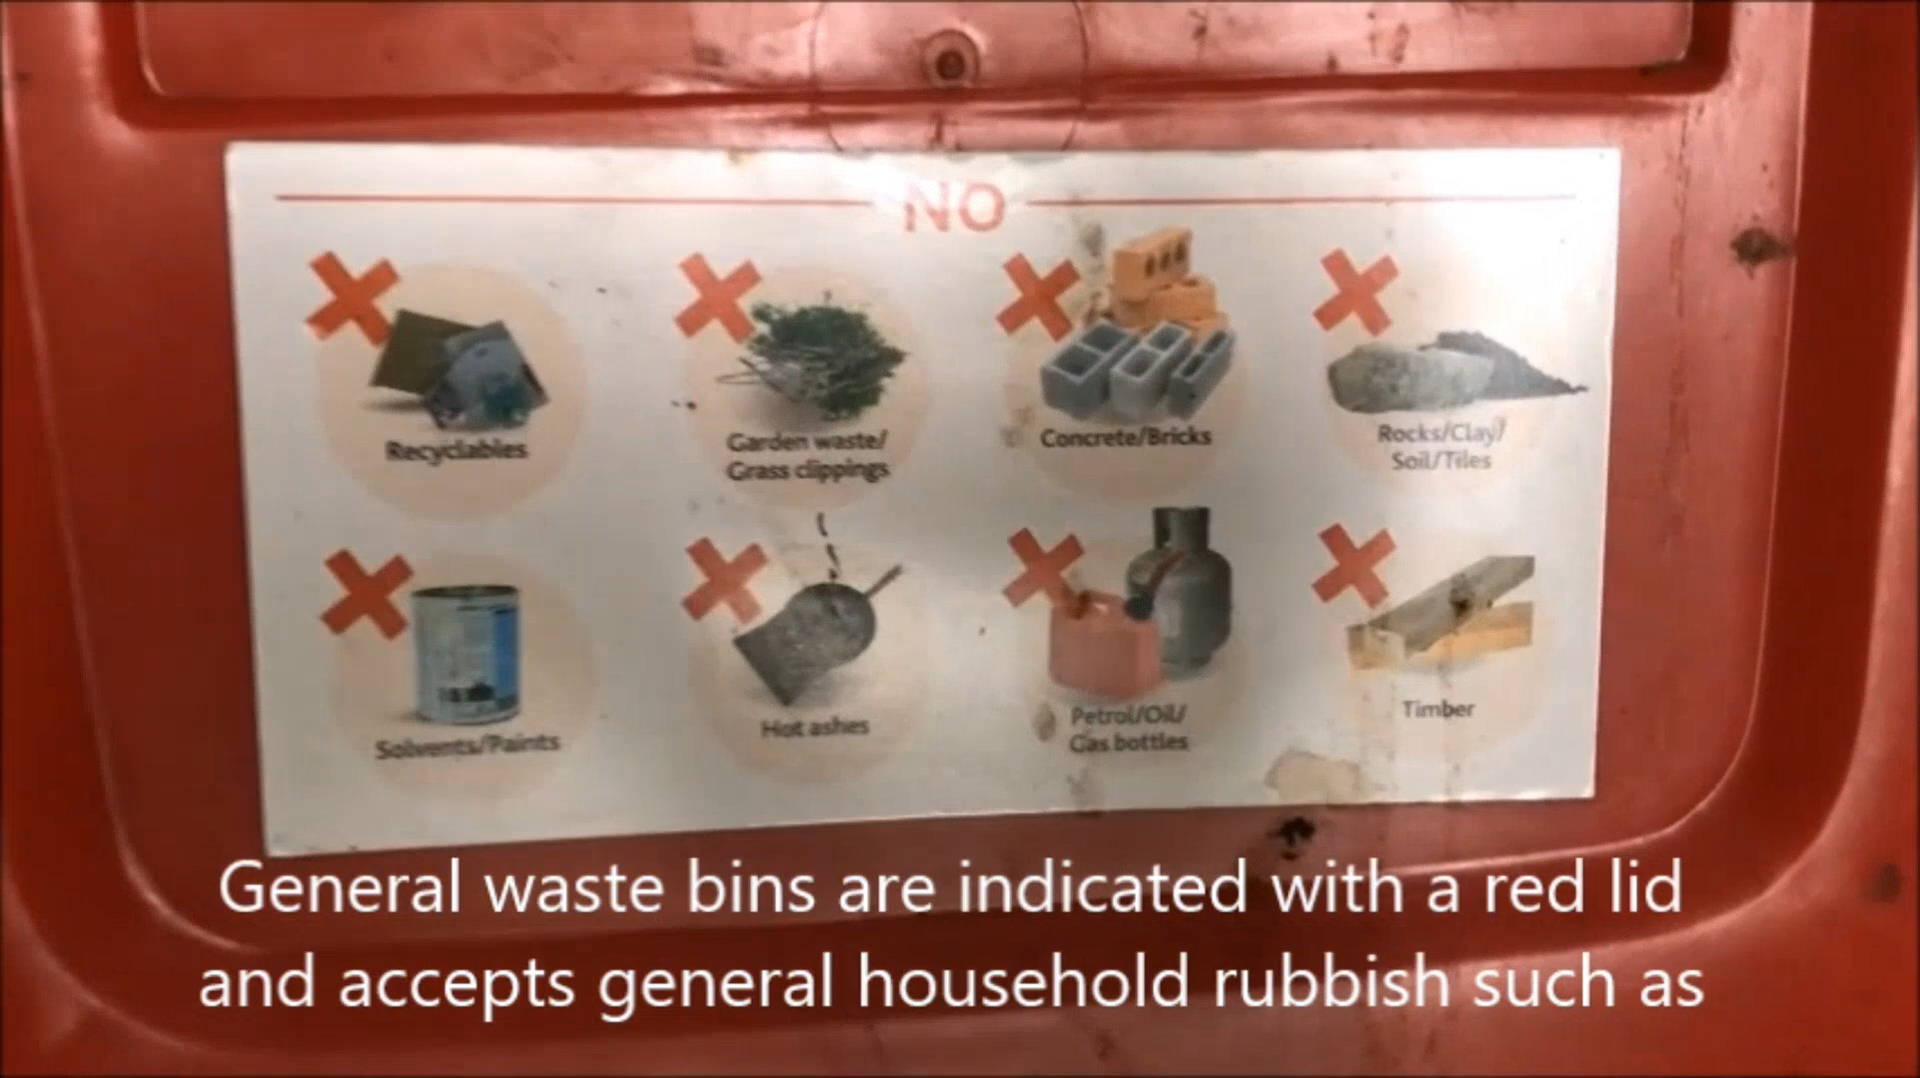 NO
Recyclables
Garden waste/
Grass clippings
Concrete/Bricks
Rocks/Clay/
Soil/Tiles
Solvents/Paints
Hot ashes
Petrol/Oil/
Gas bottles
Timber
General waste bins are indicated with a red lid
and accepts general household rubbish such as